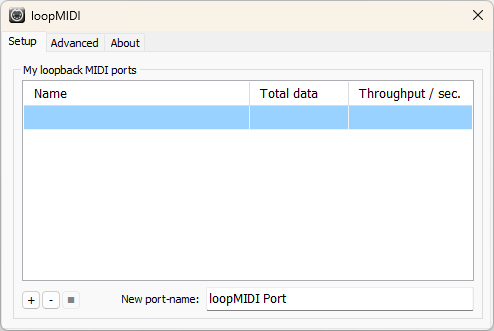 loopMIDI
Setup Advanced About
My loopback MIDI ports
Name Total data Throughput / sec.
+ - New port-name: loopMIDI Port